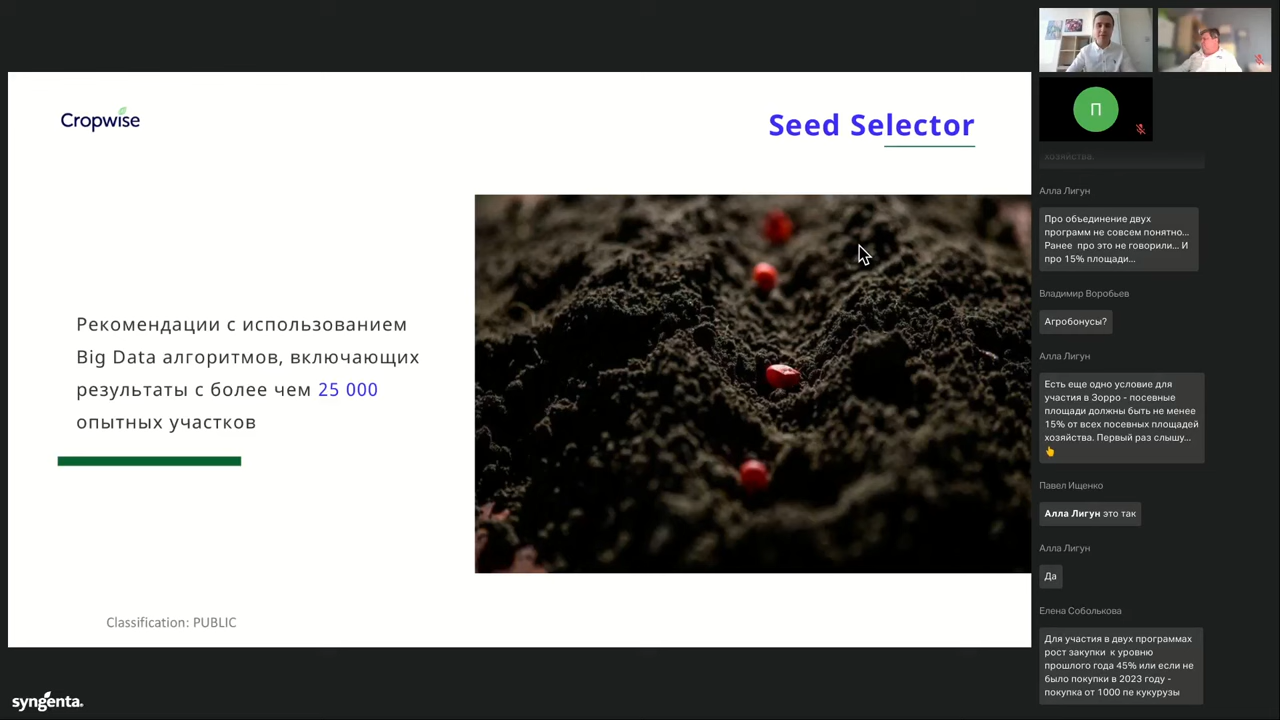 Cropwise
Seed Selector
Рекомендации с использованием
Big Data алгоритмов, включающих
результаты с более чем 25 000
опытных участков
Classification: PUBLIC
syngenta.
П
хозяйства.
Алла Лигун
Про объединение двух
программ не совсем понятно...
Ранее про это не говорили... И
про 15% площади...
Владимир Воробьев
Агробонусы?
Алла Лигун
Есть еще одно условие для
участия в Зорро - посевные
площади должны быть не менее
15% от всех посевных площадей
хозяйства. Первый раз слышу...
👆
Павел Ищенко
Алла Лигун это так
Алла Лигун
Да
Елена Соболькова
Для участия в двух программах
рост закупки к уровню
прошлого года 45% или если не
было покупки в 2023 году -
покупка от 1000 пе кукурузы